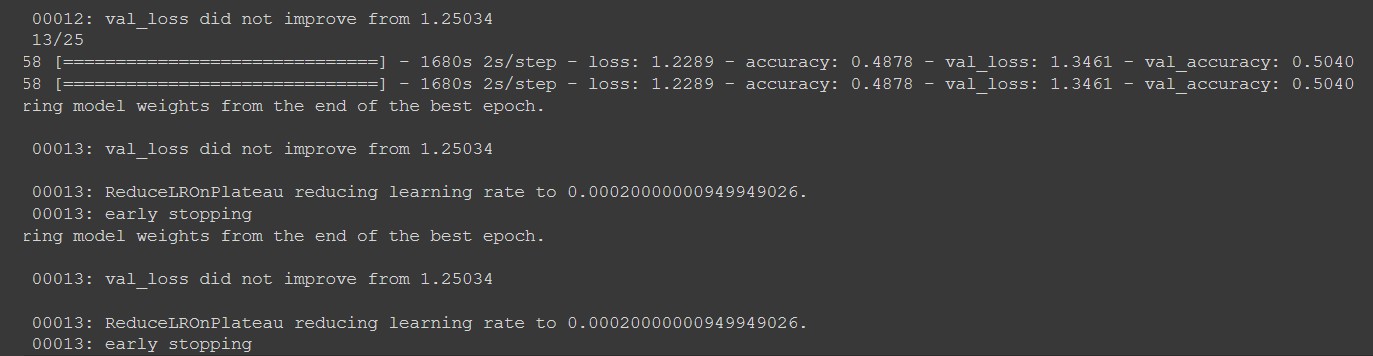 00012: val_loss did not improve from 1.25034
13/25
58 [==============================] - 1680s 2s/step - loss: 1.2289 - accuracy: 0.4878 - val_loss: 1.3461 - val_accuracy: 0.5040
58 [==============================] - 1680s 2s/step - loss: 1.2289 - accuracy: 0.4878 - val_loss: 1.3461 - val_accuracy: 0.5040
ring model weights from the end of the best epoch.
00013: val_loss did not improve from 1.25034
00013: ReduceLROnPlateau reducing learning rate to 0.00020000000949949026.
00013: early stopping
ring model weights from the end of the best epoch.
00013: val_loss did not improve from 1.25034
00013: ReduceLROnPlateau reducing learning rate to 0.00020000000949949026.
00013: early stopping